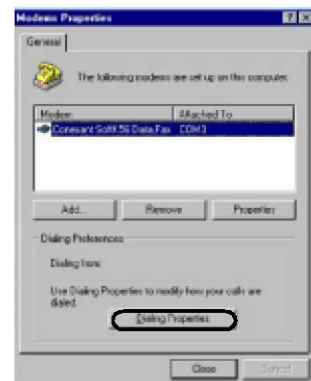 Modems Properties
General
The following modems are set up on this computer.
Modem Attached To
Conexant SoftK56 Data,Fax COM3
Add... Remove Properties
Dialing Preferences
Dialing from:
Use Dialing Properties to modify how your calls are
dialed.
Dialing Properties
Close Cancel